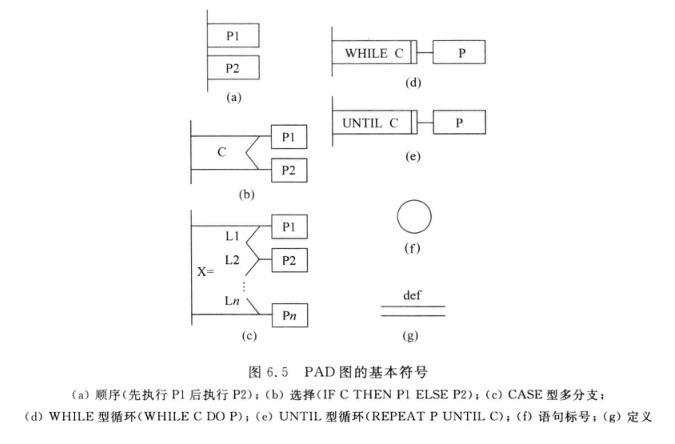 P1
P2
(a)
C
P1
P2
(b)
X=
L1
L2
⋮
Ln
P1
P2
Pn
(c)
WHILE C
P
(d)
UNTIL C
P
(e)
(f)
def
(g)
图 6.5 PAD 图的基本符号
(a) 顺序(先执行 P1 后执行 P2); (b) 选择(IF C THEN P1 ELSE P2); (c) CASE 型多分支;
(d) WHILE 型循环(WHILE C DO P); (e) UNTIL 型循环(REPEAT P UNTIL C); (f) 语句标号; (g) 定义